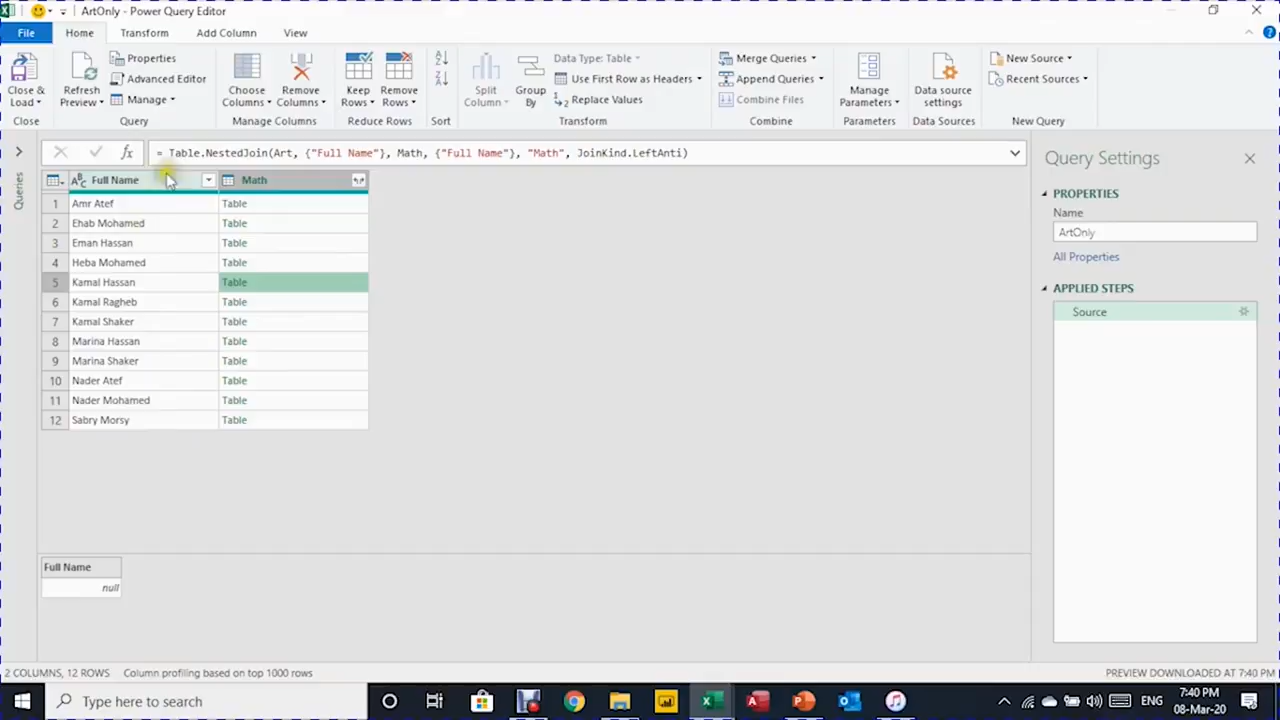 ArtOnly - Power Query Editor
File Home Transform Add Column View
Close & Load
Close
Refresh Preview
Properties
Advanced Editor
Manage
Query
Choose Columns
Remove Columns
Manage Columns
Keep Rows
Remove Rows
Reduce Rows
Sort
Split Column
Group By
Data Type: Table
Use First Row as Headers
Replace Values
Transform
Merge Queries
Append Queries
Combine Files
Combine
Manage Parameters
Parameters
Data source settings
Data Sources
New Source
Recent Sources
New Query
fx = Table.NestedJoin(Art, {"Full Name"}, Math, {"Full Name"}, "Math", JoinKind.LeftAnti)
Queries
Full Name Math
1 Amr Atef Table
2 Ehab Mohamed Table
3 Eman Hassan Table
4 Heba Mohamed Table
5 Kamal Hassan Table
6 Kamal Ragheb Table
7 Kamal Shaker Table
8 Marina Hassan Table
9 Marina Shaker Table
10 Nader Atef Table
11 Nader Mohamed Table
12 Sabry Morsy Table
Full Name
null
Query Settings
PROPERTIES
Name
ArtOnly
All Properties
APPLIED STEPS
Source
2 COLUMNS, 12 ROWS Column profiling based on top 1000 rows
PREVIEW DOWNLOADED AT 7:40 PM
Type here to search
ENG
7:40 PM
08-Mar-20